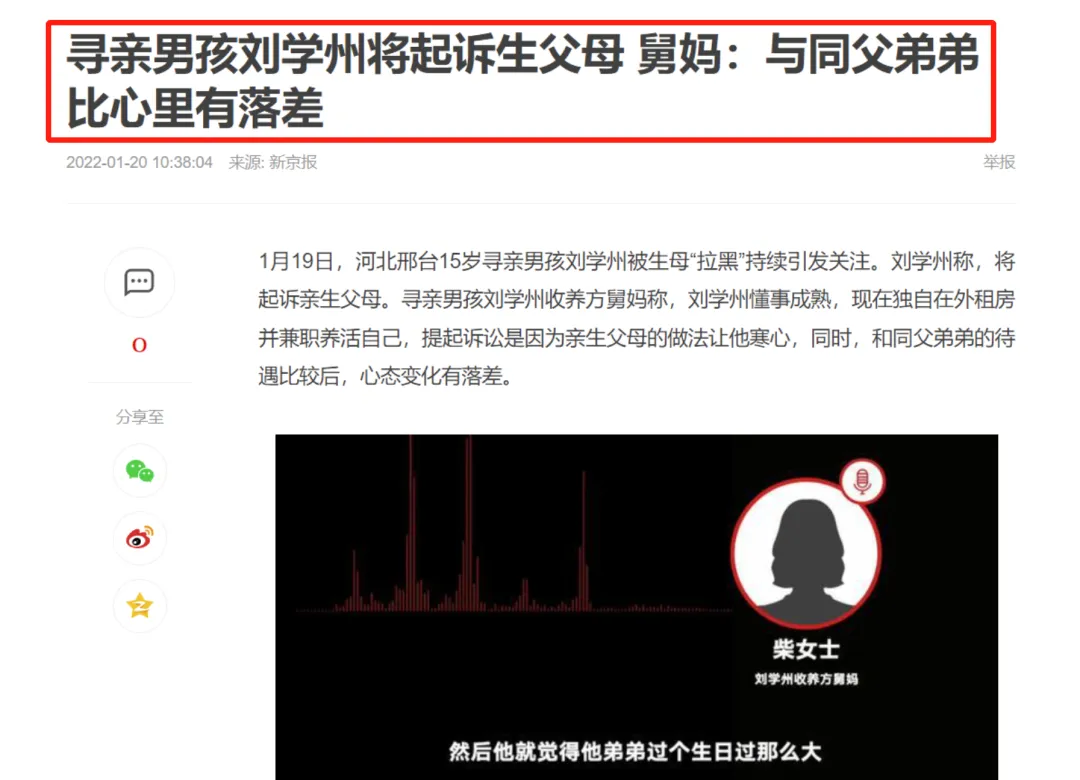 寻亲男孩刘学州将起诉生父母 舅妈：与同父弟弟
比心里有落差
2022-01-20 10:38:04 来源: 新京报
举报
1月19日，河北邢台15岁寻亲男孩刘学州被生母“拉黑”持续引发关注。刘学州称，将
起诉亲生父母。寻亲男孩刘学州收养方舅妈称，刘学州懂事成熟，现在独自在外租房
并兼职养活自己，提起诉讼是因为亲生父母的做法让他寒心，同时，和同父弟弟的待
遇比较后，心态变化有落差。
0
分享至
柴女士
刘学州收养方舅妈
然后他就觉得他弟弟过个生日过那么大